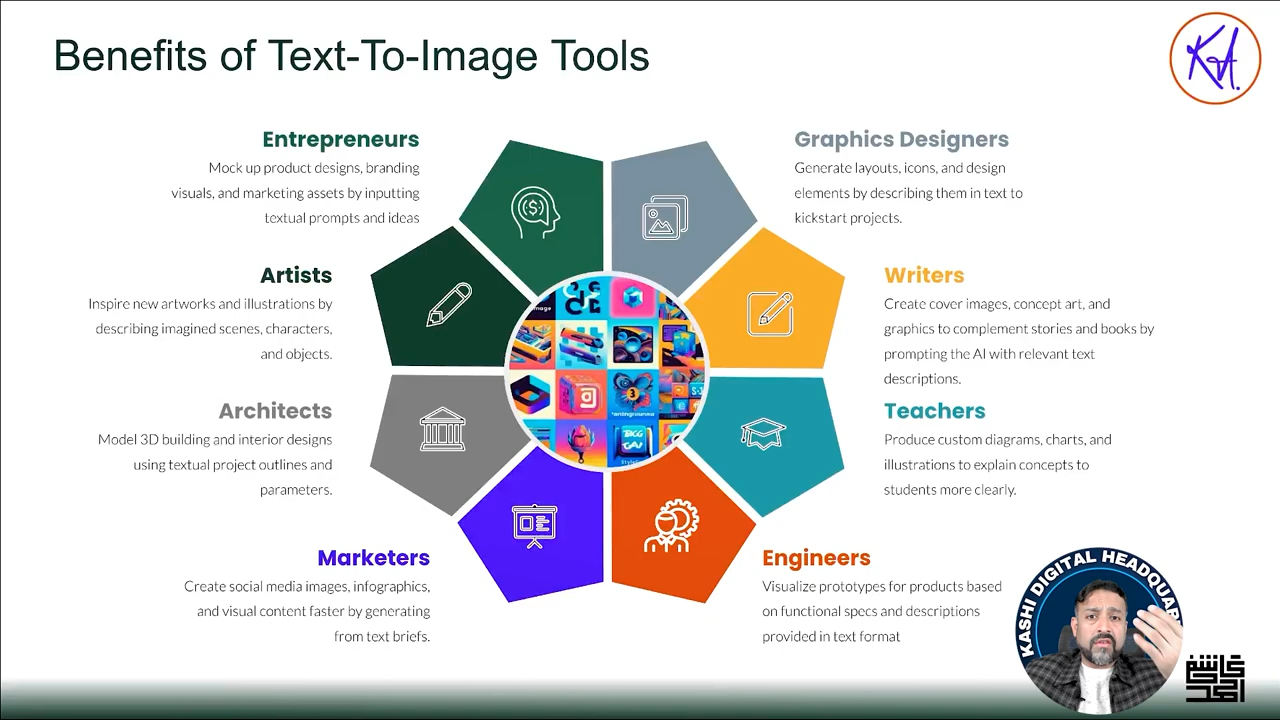 Benefits of Text-To-Image Tools
KA.
Entrepreneurs
Mock up product designs, branding
visuals, and marketing assets by inputting
textual prompts and ideas
Graphics Designers
Generate layouts, icons, and design
elements by describing them in text to
kickstart projects.
Artists
Inspire new artworks and illustrations by
describing imagined scenes, characters,
and objects.
Writers
Create cover images, concept art, and
graphics to complement stories and books by
prompting the AI with relevant text
descriptions.
Architects
Model 3D building and interior designs
using textual project outlines and
parameters.
Teachers
Produce custom diagrams, charts, and
illustrations to explain concepts to
students more clearly.
Marketers
Create social media images, infographics,
and visual content faster by generating
from text briefs.
Engineers
Visualize prototypes for products based
on functional specs and descriptions
provided in text format
KASHI DIGITAL